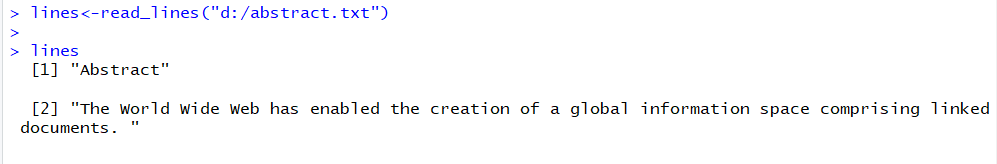 > lines<-read_lines("d:/abstract.txt")
>
> lines
[1] "Abstract"
[2] "The World Wide Web has enabled the creation of a global information space comprising linked
documents. "